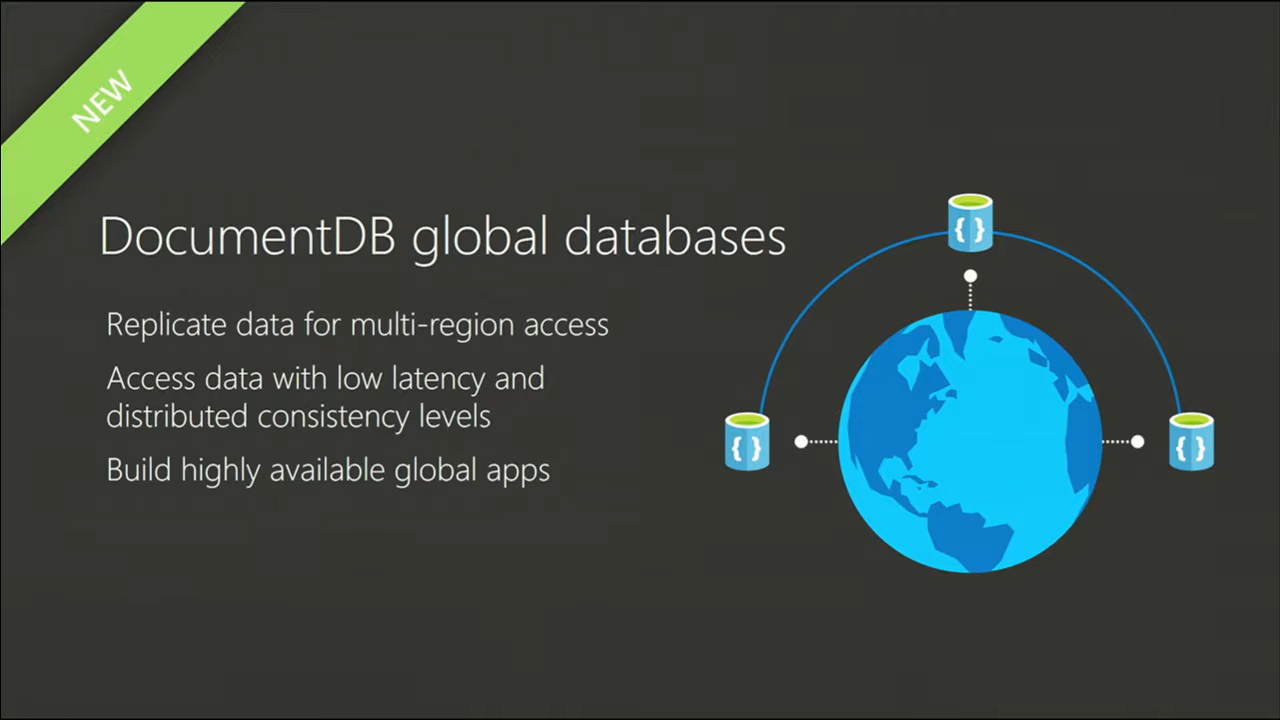 NEW
DocumentDB global databases
Replicate data for multi-region access
Access data with low latency and
distributed consistency levels
Build highly available global apps
{ }
{ }
{ }